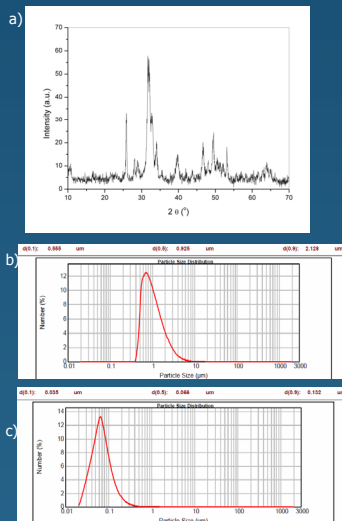 a)
70
60
50
40
30
20
10
0
Intensity (a.u.)
10 20 30 40 50 60 70
2 θ (°)
b)
d(0.1): 0.555 um d(0.5): 0.925 um d(0.9): 2.128 um
Particle Size Distribution
12
10
8
6
4
2
0
Number (%)
0.01 0.1 1 10 100 1000 3000
Particle Size (µm)
c)
d(0.1): 0.035 um d(0.5): 0.066 um d(0.9): 0.132 um
Particle Size Distribution
14
12
10
8
6
4
2
0
Number (%)
0.01 0.1 1 10 100 1000 3000
Particle Size (µm)